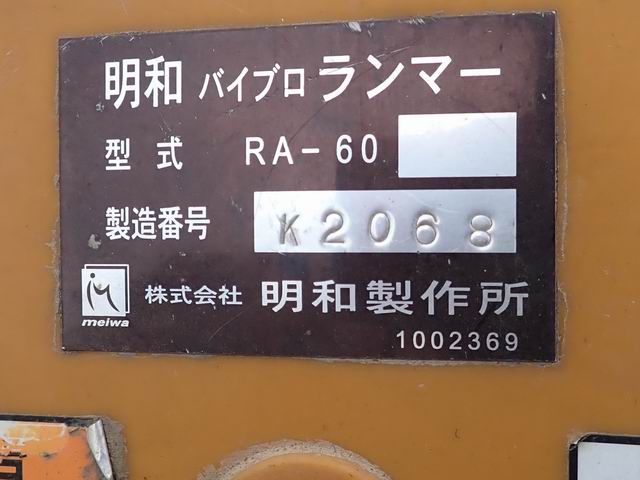 明和 バイブロ ランマー
型式 RA-60
製造番号 K2068
meiwa 株式会社 明和製作所
1002369